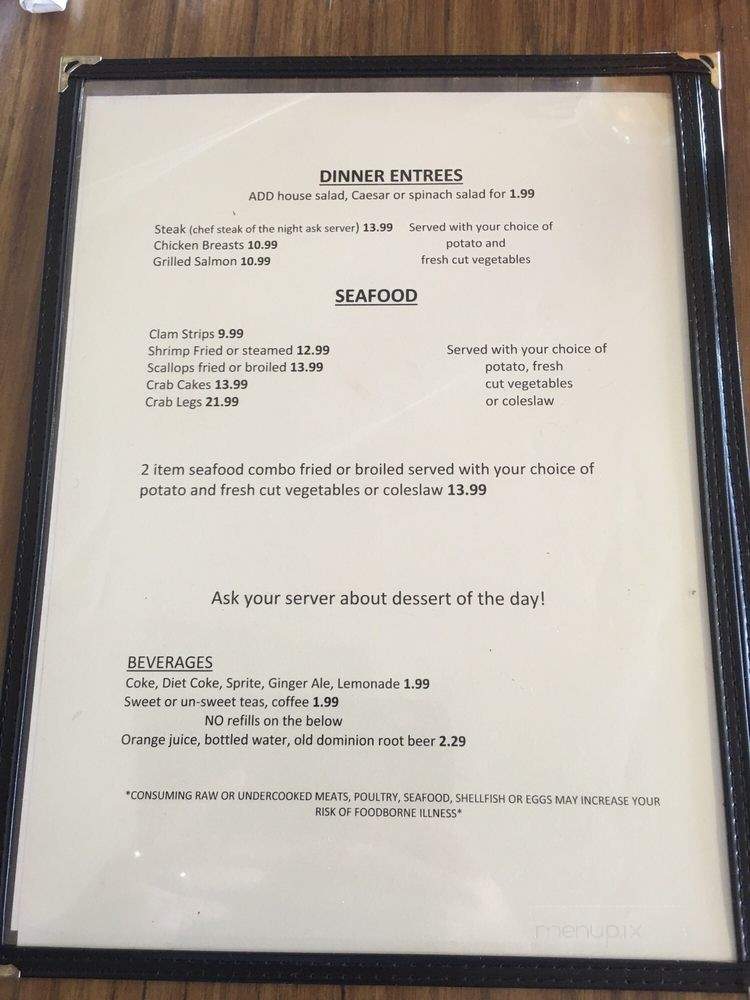 DINNER ENTREES
ADD house salad, Caesar or spinach salad for 1.99
Steak (chef steak of the night ask server) 13.99 Served with your choice of
Chicken Breasts 10.99 potato and
Grilled Salmon 10.99 fresh cut vegetables
SEAFOOD
Clam Strips 9.99
Shrimp Fried or steamed 12.99 Served with your choice of
Scallops fried or broiled 13.99 potato, fresh
Crab Cakes 13.99 cut vegetables
Crab Legs 21.99 or coleslaw
2 item seafood combo fried or broiled served with your choice of
potato and fresh cut vegetables or coleslaw 13.99
Ask your server about dessert of the day!
BEVERAGES
Coke, Diet Coke, Sprite, Ginger Ale, Lemonade 1.99
Sweet or un-sweet teas, coffee 1.99
NO refills on the below
Orange juice, bottled water, old dominion root beer 2.29
*CONSUMING RAW OR UNDERCOOKED MEATS, POULTRY, SEAFOOD, SHELLFISH OR EGGS MAY INCREASE YOUR
RISK OF FOODBORNE ILLNESS*
menupix